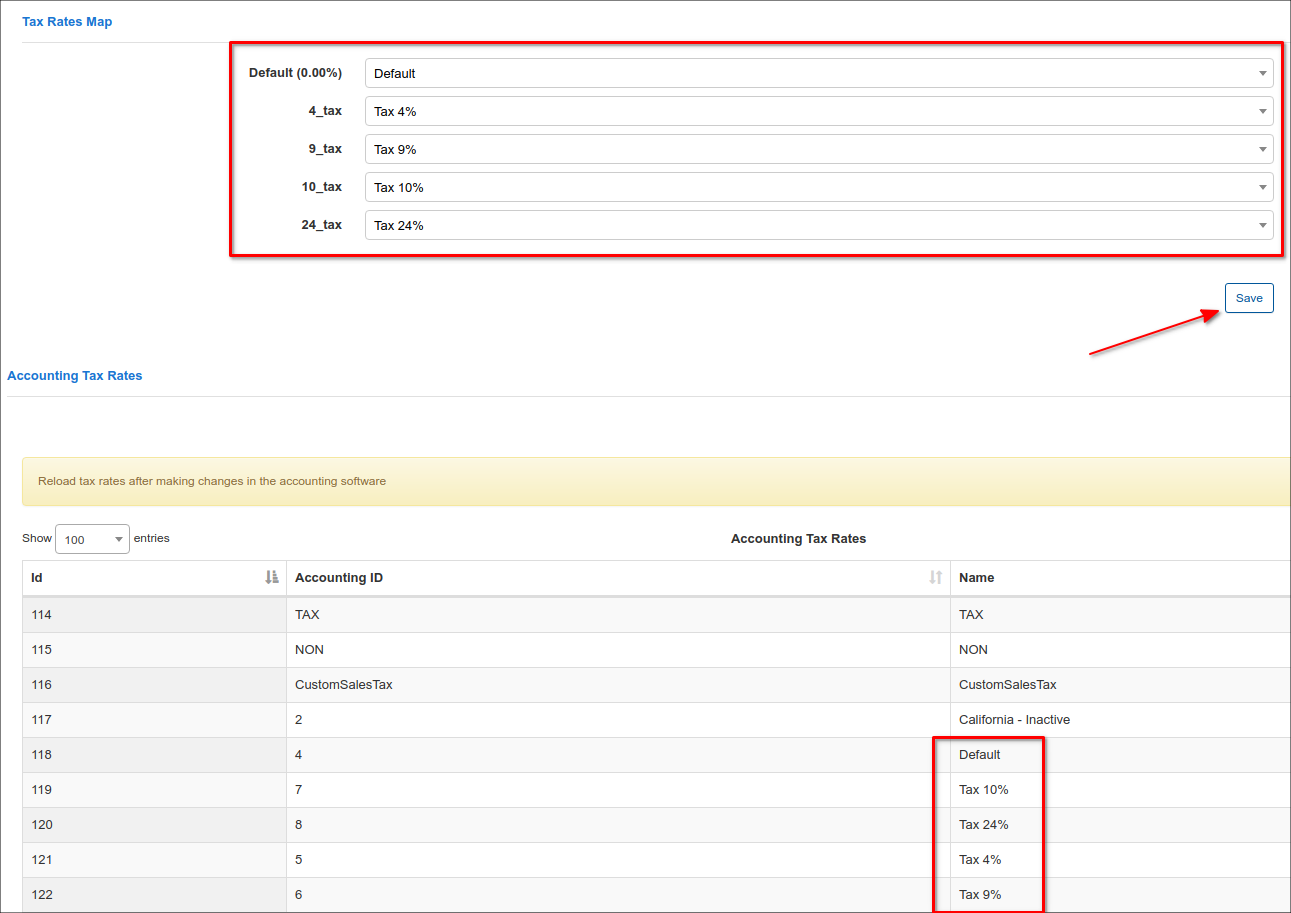 Tax Rates Map
Default (0.00%) Default
4_tax Tax 4%
9_tax Tax 9%
10_tax Tax 10%
24_tax Tax 24%
Save
Accounting Tax Rates
Reload tax rates after making changes in the accounting software
Show 100 entries Accounting Tax Rates
Id Accounting ID Name
114 TAX TAX
115 NON NON
116 CustomSalesTax CustomSalesTax
117 2 California - Inactive
118 4 Default
119 7 Tax 10%
120 8 Tax 24%
121 5 Tax 4%
122 6 Tax 9%